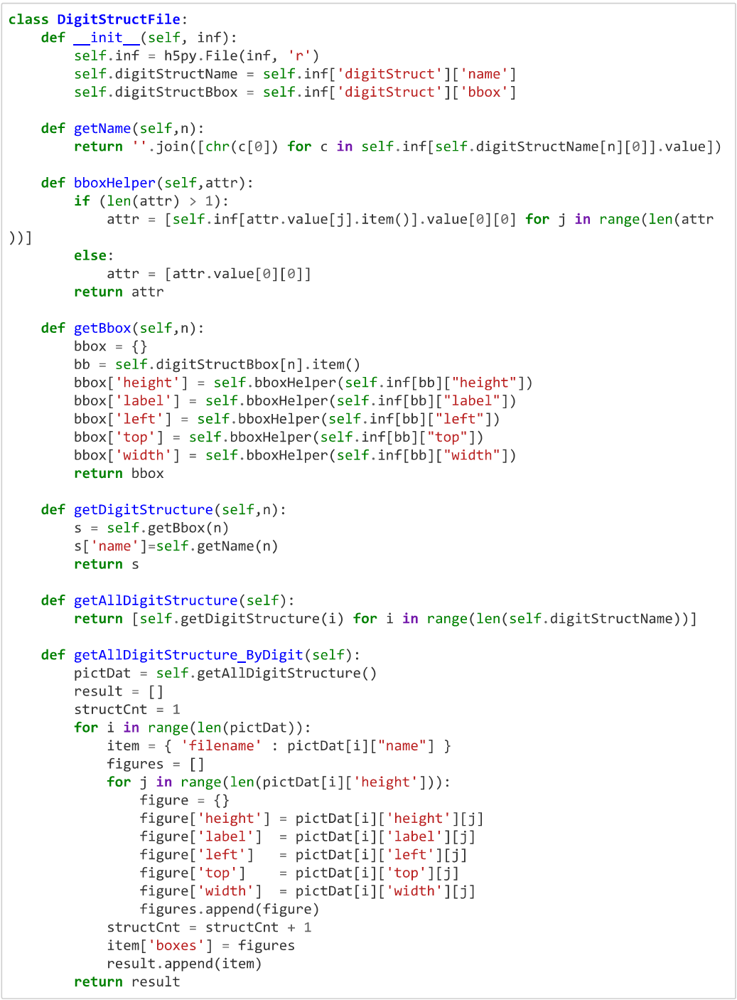 class DigitStructFile:
    def __init__(self, inf):
        self.inf = h5py.File(inf, 'r')
        self.digitStructName = self.inf['digitStruct']['name']
        self.digitStructBbox = self.inf['digitStruct']['bbox']

    def getName(self,n):
        return ''.join([chr(c[0]) for c in self.inf[self.digitStructName[n][0]].value])

    def bboxHelper(self,attr):
        if (len(attr) > 1):
            attr = [self.inf[attr.value[j].item()].value[0][0] for j in range(len(attr
))]
        else:
            attr = [attr.value[0][0]]
        return attr

    def getBbox(self,n):
        bbox = {}
        bb = self.digitStructBbox[n].item()
        bbox['height'] = self.bboxHelper(self.inf[bb]["height"])
        bbox['label'] = self.bboxHelper(self.inf[bb]["label"])
        bbox['left'] = self.bboxHelper(self.inf[bb]["left"])
        bbox['top'] = self.bboxHelper(self.inf[bb]["top"])
        bbox['width'] = self.bboxHelper(self.inf[bb]["width"])
        return bbox

    def getDigitStructure(self,n):
        s = self.getBbox(n)
        s['name']=self.getName(n)
        return s

    def getAllDigitStructure(self):
        return [self.getDigitStructure(i) for i in range(len(self.digitStructName))]

    def getAllDigitStructure_ByDigit(self):
        pictDat = self.getAllDigitStructure()
        result = []
        structCnt = 1
        for i in range(len(pictDat)):
            item = { 'filename' : pictDat[i]["name"] }
            figures = []
            for j in range(len(pictDat[i]['height'])):
                figure = {}
                figure['height'] = pictDat[i]['height'][j]
                figure['label']  = pictDat[i]['label'][j]
                figure['left']   = pictDat[i]['left'][j]
                figure['top']    = pictDat[i]['top'][j]
                figure['width']  = pictDat[i]['width'][j]
                figures.append(figure)
            structCnt = structCnt + 1
            item['boxes'] = figures
            result.append(item)
        return result